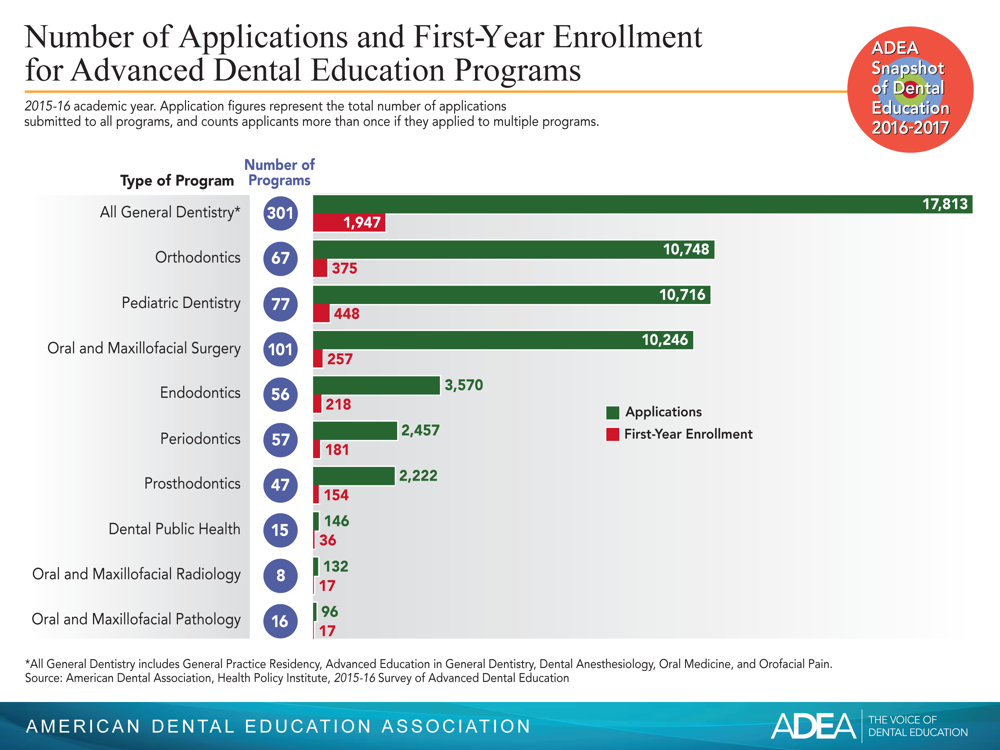 Number of Applications and First-Year Enrollment
for Advanced Dental Education Programs
ADEA
Snapshot
of Dental
Education
2016-2017
2015-16 academic year. Application figures represent the total number of applications
submitted to all programs, and counts applicants more than once if they applied to multiple programs.
Type of Program
Number of
Programs
All General Dentistry*
301
17,813
1,947
Orthodontics
67
10,748
375
Pediatric Dentistry
77
10,716
448
Oral and Maxillofacial Surgery
101
10,246
257
Endodontics
56
3,570
218
Applications
First-Year Enrollment
Periodontics
57
2,457
181
Prosthodontics
47
2,222
154
Dental Public Health
15
146
36
Oral and Maxillofacial Radiology
8
132
17
Oral and Maxillofacial Pathology
16
96
17
*All General Dentistry includes General Practice Residency, Advanced Education in General Dentistry, Dental Anesthesiology, Oral Medicine, and Orofacial Pain.
Source: American Dental Association, Health Policy Institute, 2015-16 Survey of Advanced Dental Education
AMERICAN DENTAL EDUCATION ASSOCIATION
ADEA
THE VOICE OF
DENTAL EDUCATION